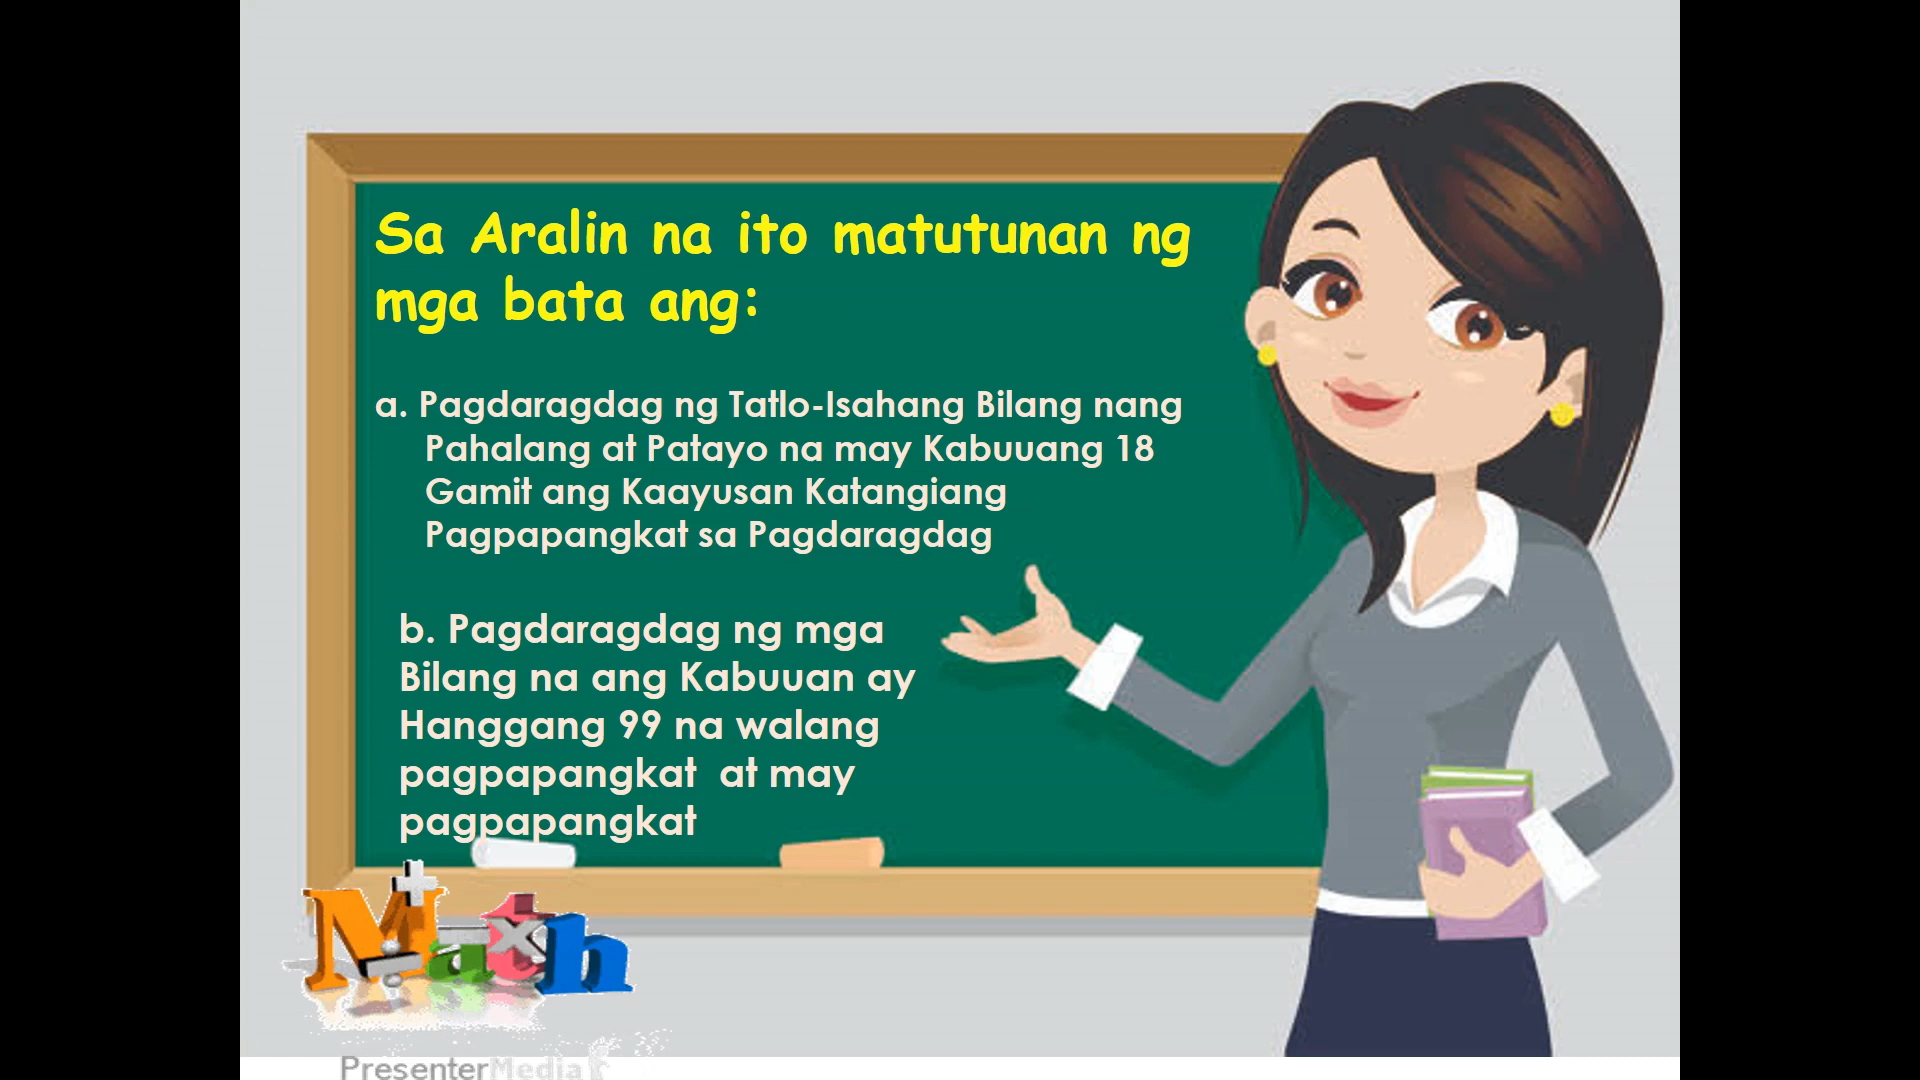 Sa Aralin na ito matutunan ng
mga bata ang:
a. Pagdaragdag ng Tatlo-Isahang Bilang nang
Pahalang at Patayo na may Kabuuang 18
Gamit ang Kaayusan Katangiang
Pagpapangkat sa Pagdaragdag
b. Pagdaragdag ng mga
Bilang na ang Kabuuan ay
Hanggang 99 na walang
pagpapangkat at may
pagpapangkat
Math
PresenterMedia